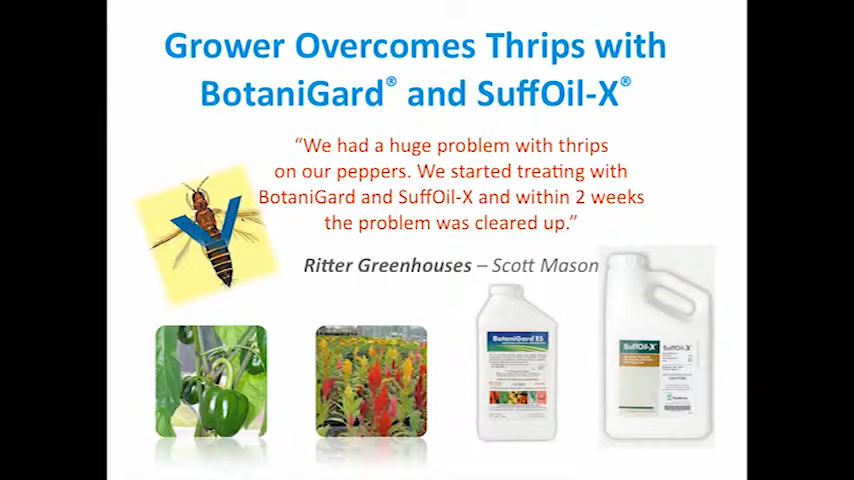 Grower Overcomes Thrips with
BotaniGard® and SuffOil-X®
“We had a huge problem with thrips
on our peppers. We started treating with
BotaniGard and SuffOil-X and within 2 weeks
the problem was cleared up.”
Ritter Greenhouses – Scott Mason
BotaniGard ES
SuffOil-X
SuffOil-X
CAUTION